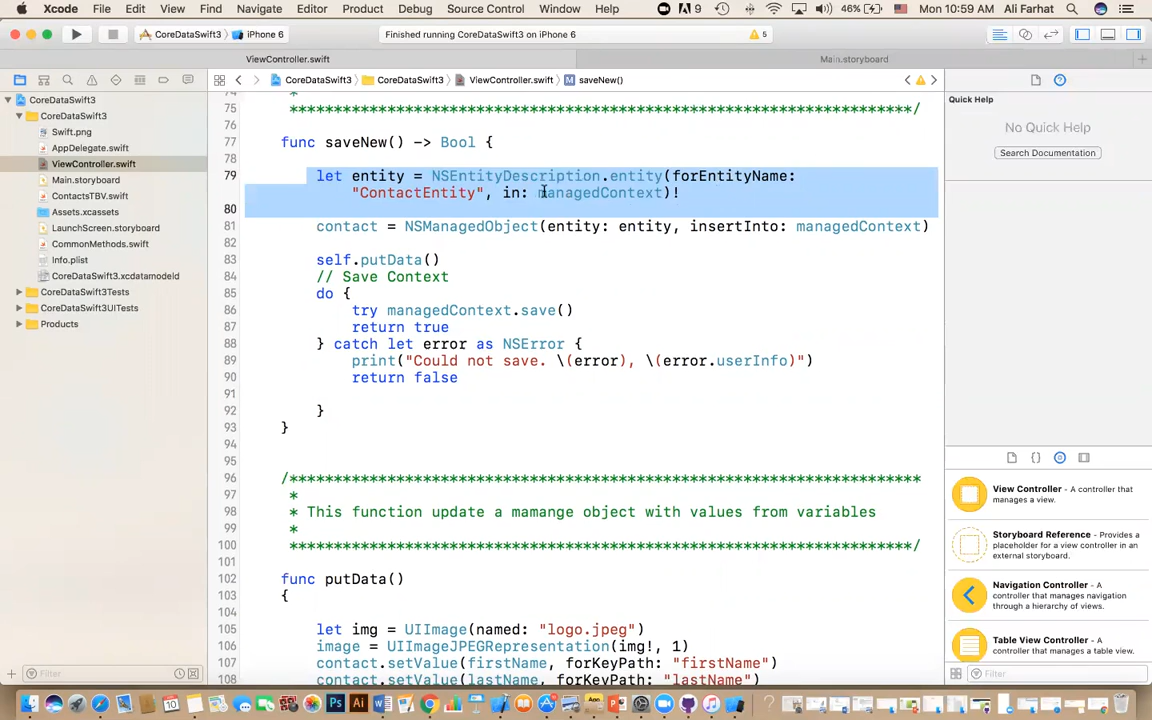 Xcode File Edit View Find Navigate Editor Product Debug Source Control Window Help 9 46% Mon 10:59 AM Ali Farhat
CoreDataSwift3 iPhone 6 Finished running CoreDataSwift3 on iPhone 6 5
ViewController.swift Main.storyboard
CoreDataSwift3 CoreDataSwift3 ViewController.swift M saveNew()
CoreDataSwift3
CoreDataSwift3
Swift.png
AppDelegate.swift
ViewController.swift
Main.storyboard
ContactsTBV.swift
Assets.xcassets
LaunchScreen.storyboard
CommonMethods.swift
Info.plist
CoreDataSwift3.xcdatamodeld
CoreDataSwift3Tests
CoreDataSwift3UITests
Products
Filter
74 *
75 *********************************************************************/
76
77 func saveNew() -> Bool {
78
79 let entity = NSEntityDescription.entity(forEntityName:
"ContactEntity", in: managedContext)!
80
81 contact = NSManagedObject(entity: entity, insertInto: managedContext)
82
83 self.putData()
84 // Save Context
85 do {
86 try managedContext.save()
87 return true
88 } catch let error as NSError {
89 print("Could not save. \(error), \(error.userInfo)")
90 return false
91
92 }
93 }
94
95
96 /**********************************************************************
97 *
98 * This function update a mamange object with values from variables
99 *
100 *********************************************************************/
101
102 func putData()
103 {
104
105 let img = UIImage(named: "logo.jpeg")
106 image = UIImageJPEGRepresentation(img!, 1)
107 contact.setValue(firstName, forKeyPath: "firstName")
108 contact.setValue(lastName, forKeyPath: "lastName")
Quick Help
No Quick Help
Search Documentation
View Controller - A controller that
manages a view.
Storyboard Reference - Provides a
placeholder for a view controller in an
external storyboard.
Navigation Controller - A
controller that manages navigation
through a hierarchy of views.
Table View Controller - A
controller that manages a table view.
Filter